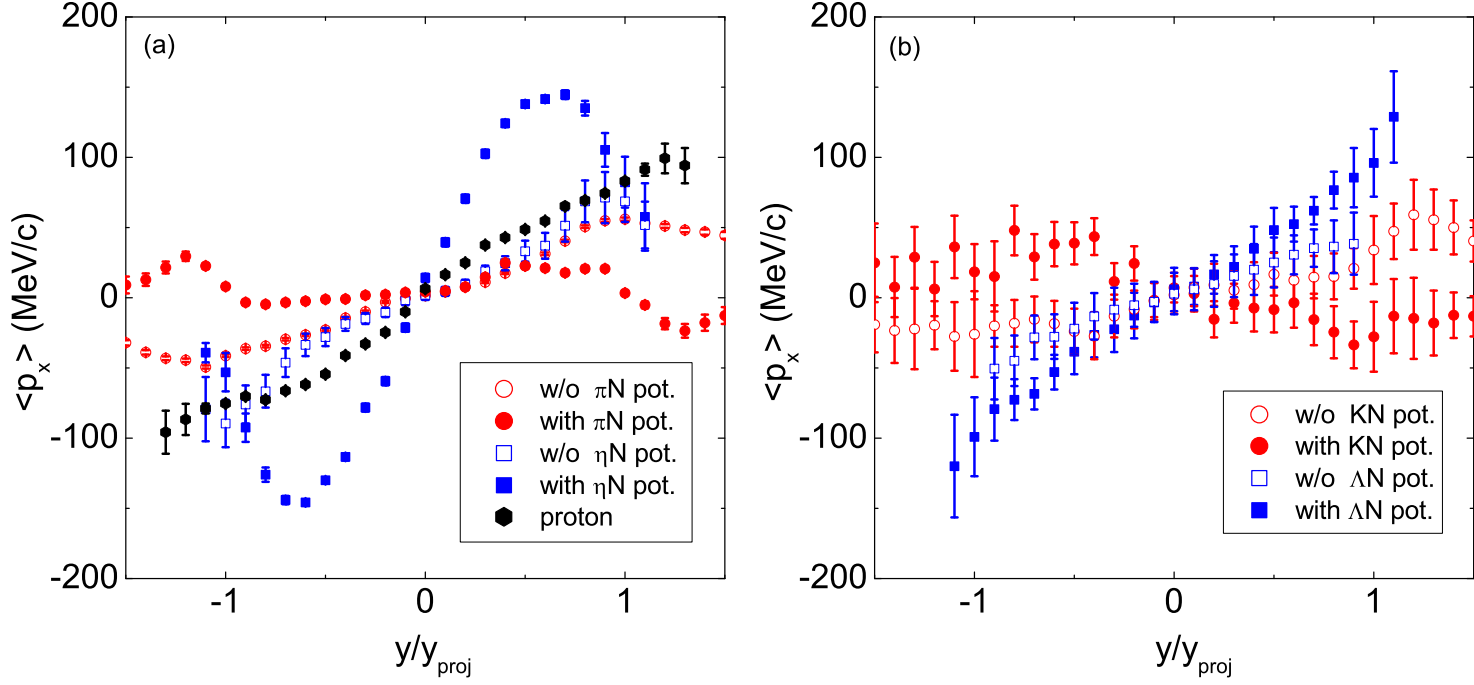 (a)
200
100
0
-100
-200
<p_x> (MeV/c)
w/o πN pot.
with πN pot.
w/o ηN pot.
with ηN pot.
proton
-1 0 1
y/y_proj
(b)
200
100
0
-100
-200
<p_x> (MeV/c)
w/o KN pot.
with KN pot.
w/o ΛN pot.
with ΛN pot.
-1 0 1
y/y_proj